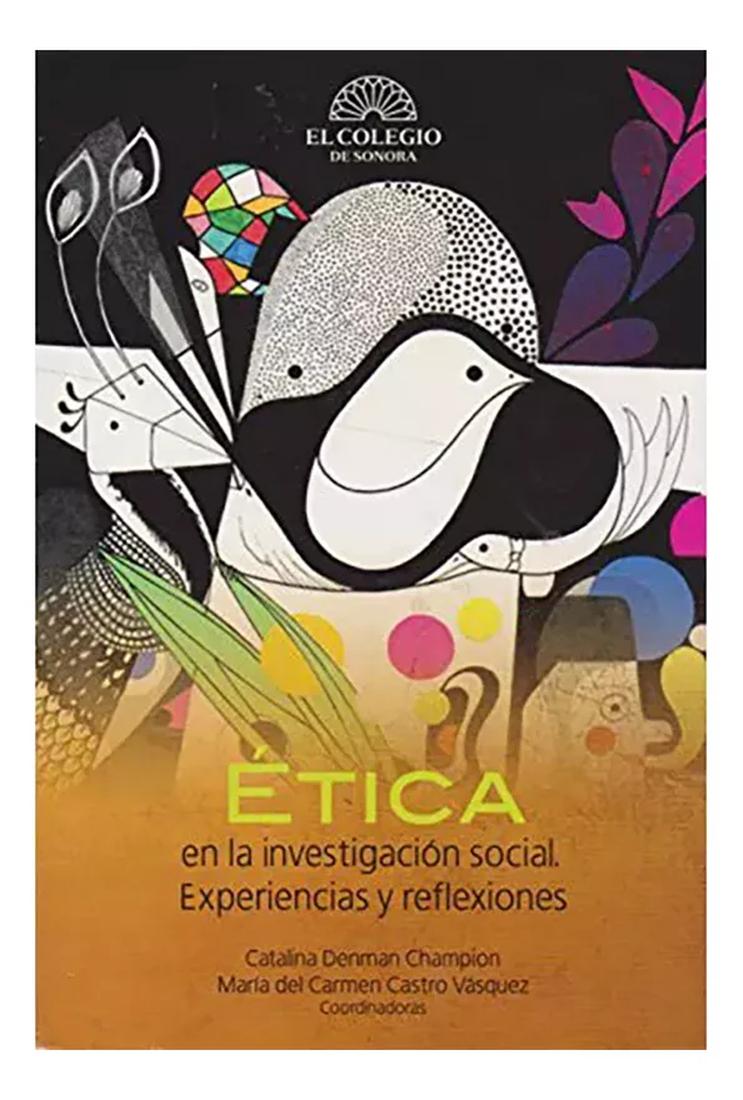 EL COLEGIO
DE SONORA
ÉTICA
en la investigación social.
Experiencias y reflexiones
Catalina Denman Champion
María del Carmen Castro Vásquez
Coordinadoras